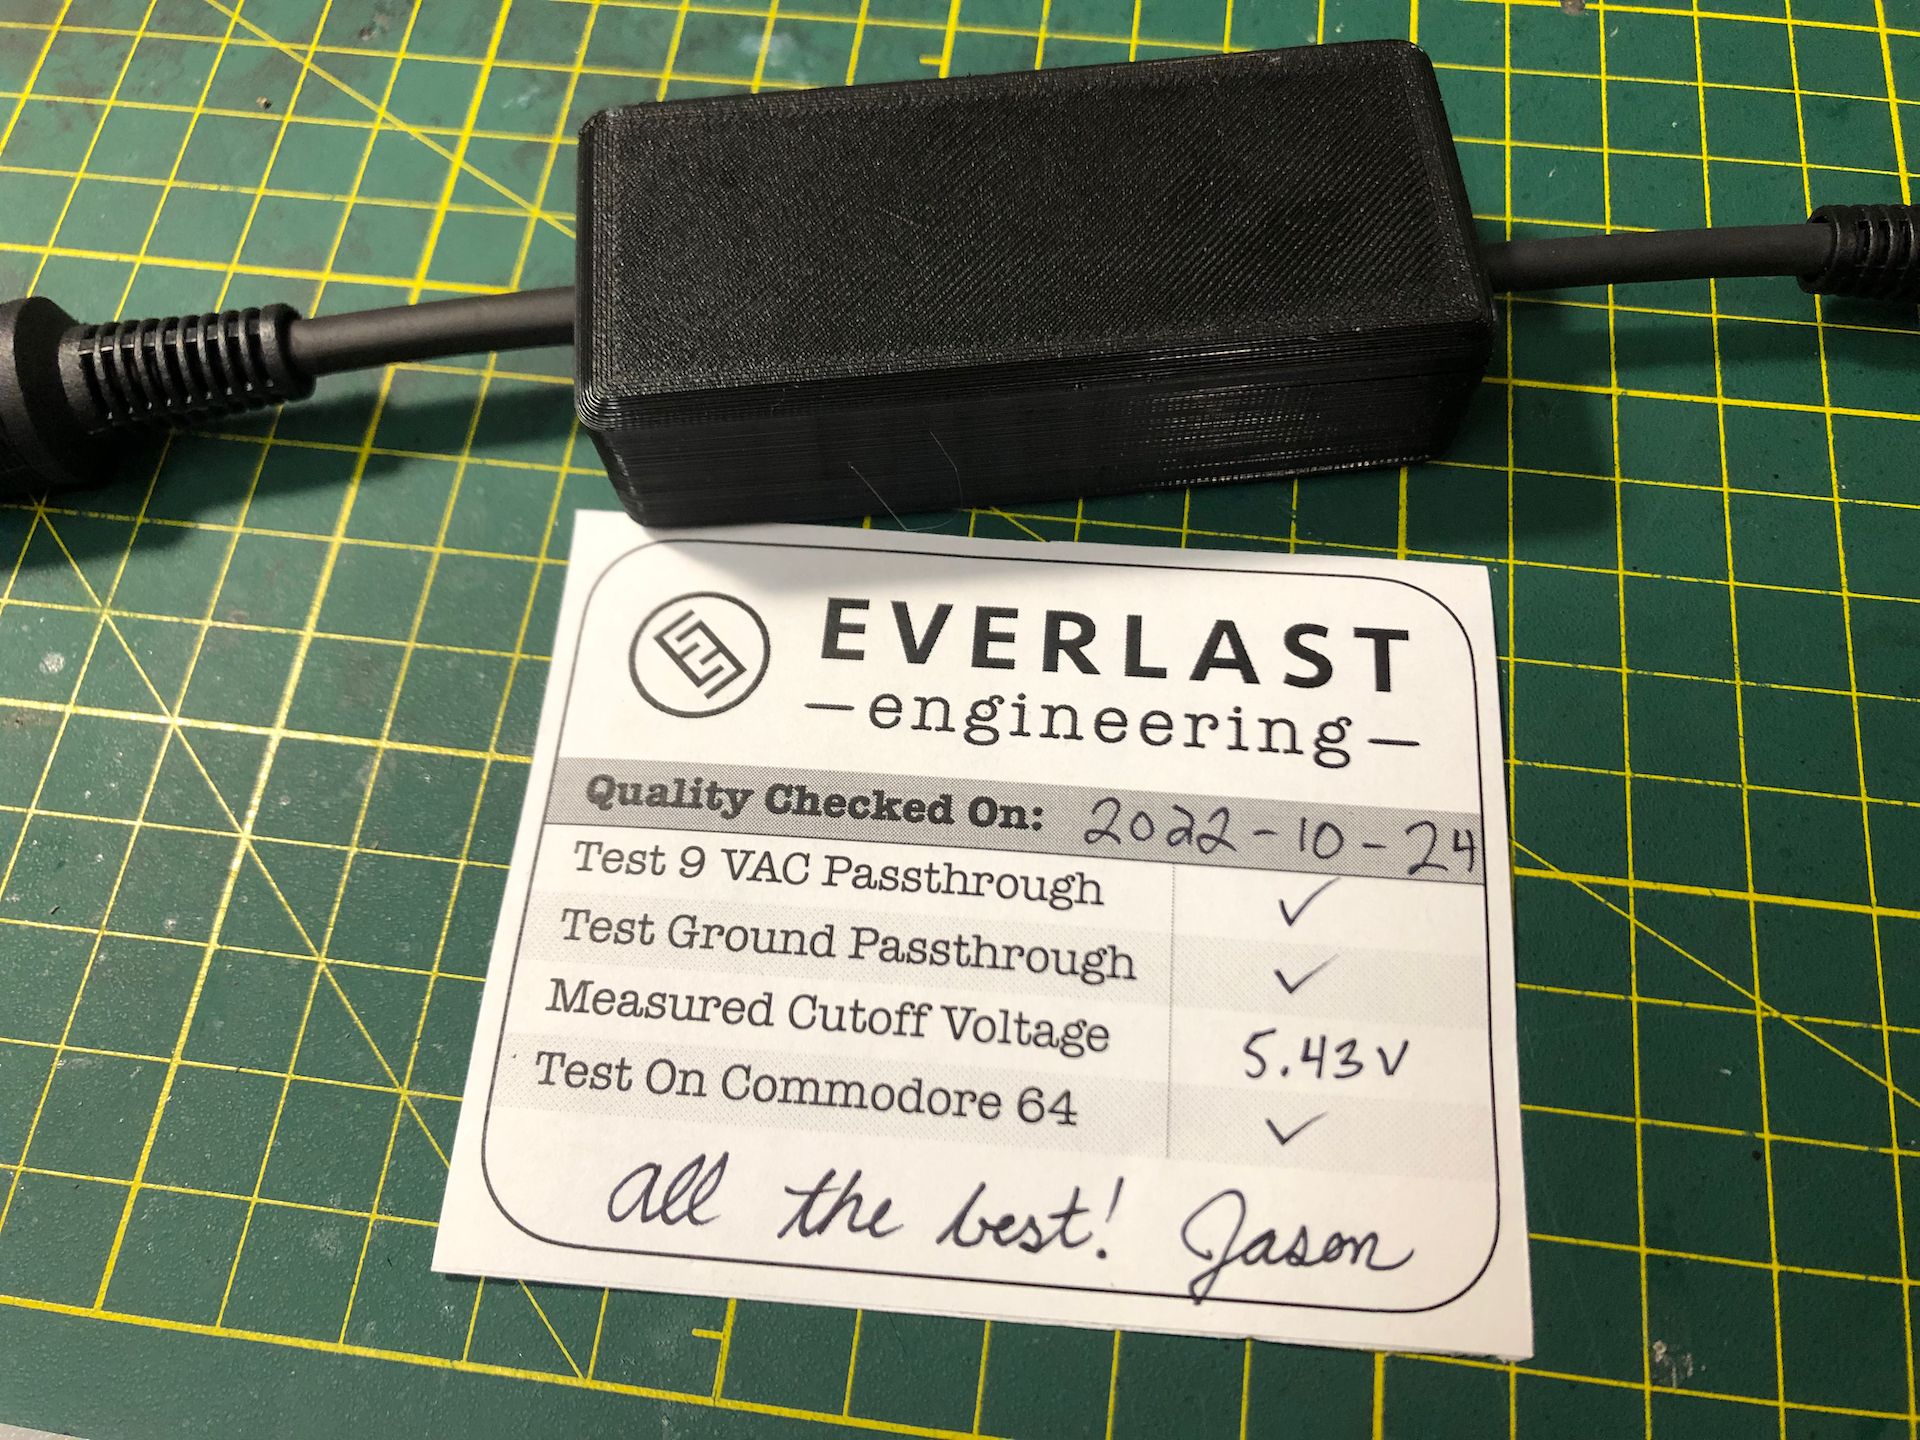 EVERLAST
—engineering—
Quality Checked On: 2022-10-24
Test 9 VAC Passthrough ✓
Test Ground Passthrough ✓
Measured Cutoff Voltage 5.43V
Test On Commodore 64 ✓
All the best! Jason